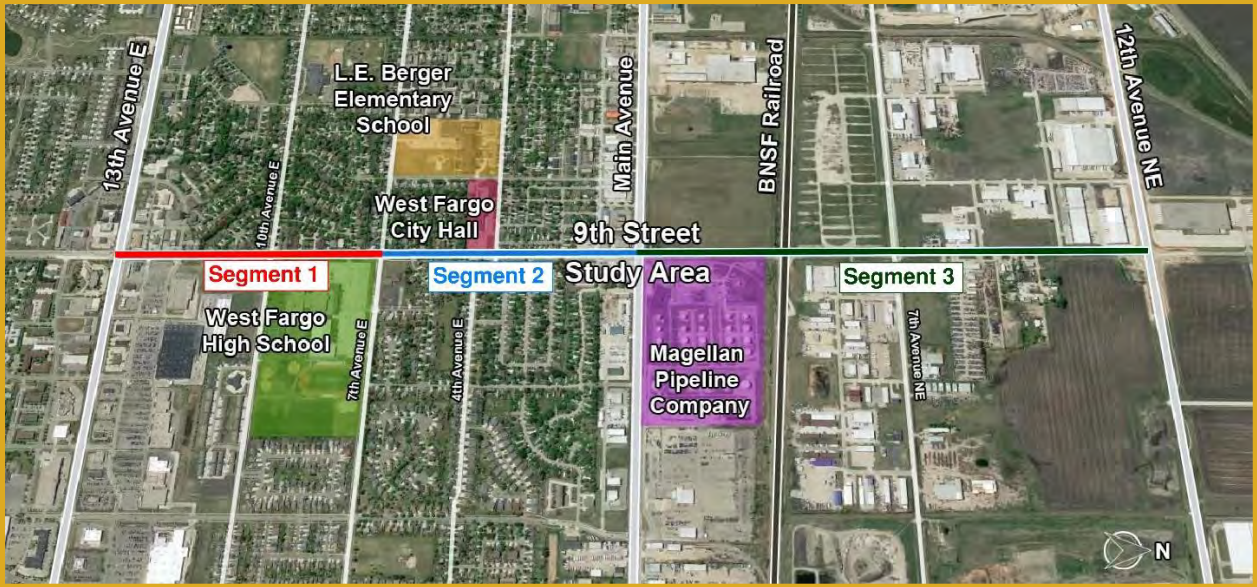 L.E. Berger
Elementary
School
13th Avenue E
10th Avenue E
West Fargo
City Hall
Main Avenue
BNSF Railroad
12th Avenue NE
9th Street
Study Area
Segment 1
Segment 2
Segment 3
West Fargo
High School
7th Avenue E
4th Avenue E
Magellan
Pipeline
Company
7th Avenue NE
N